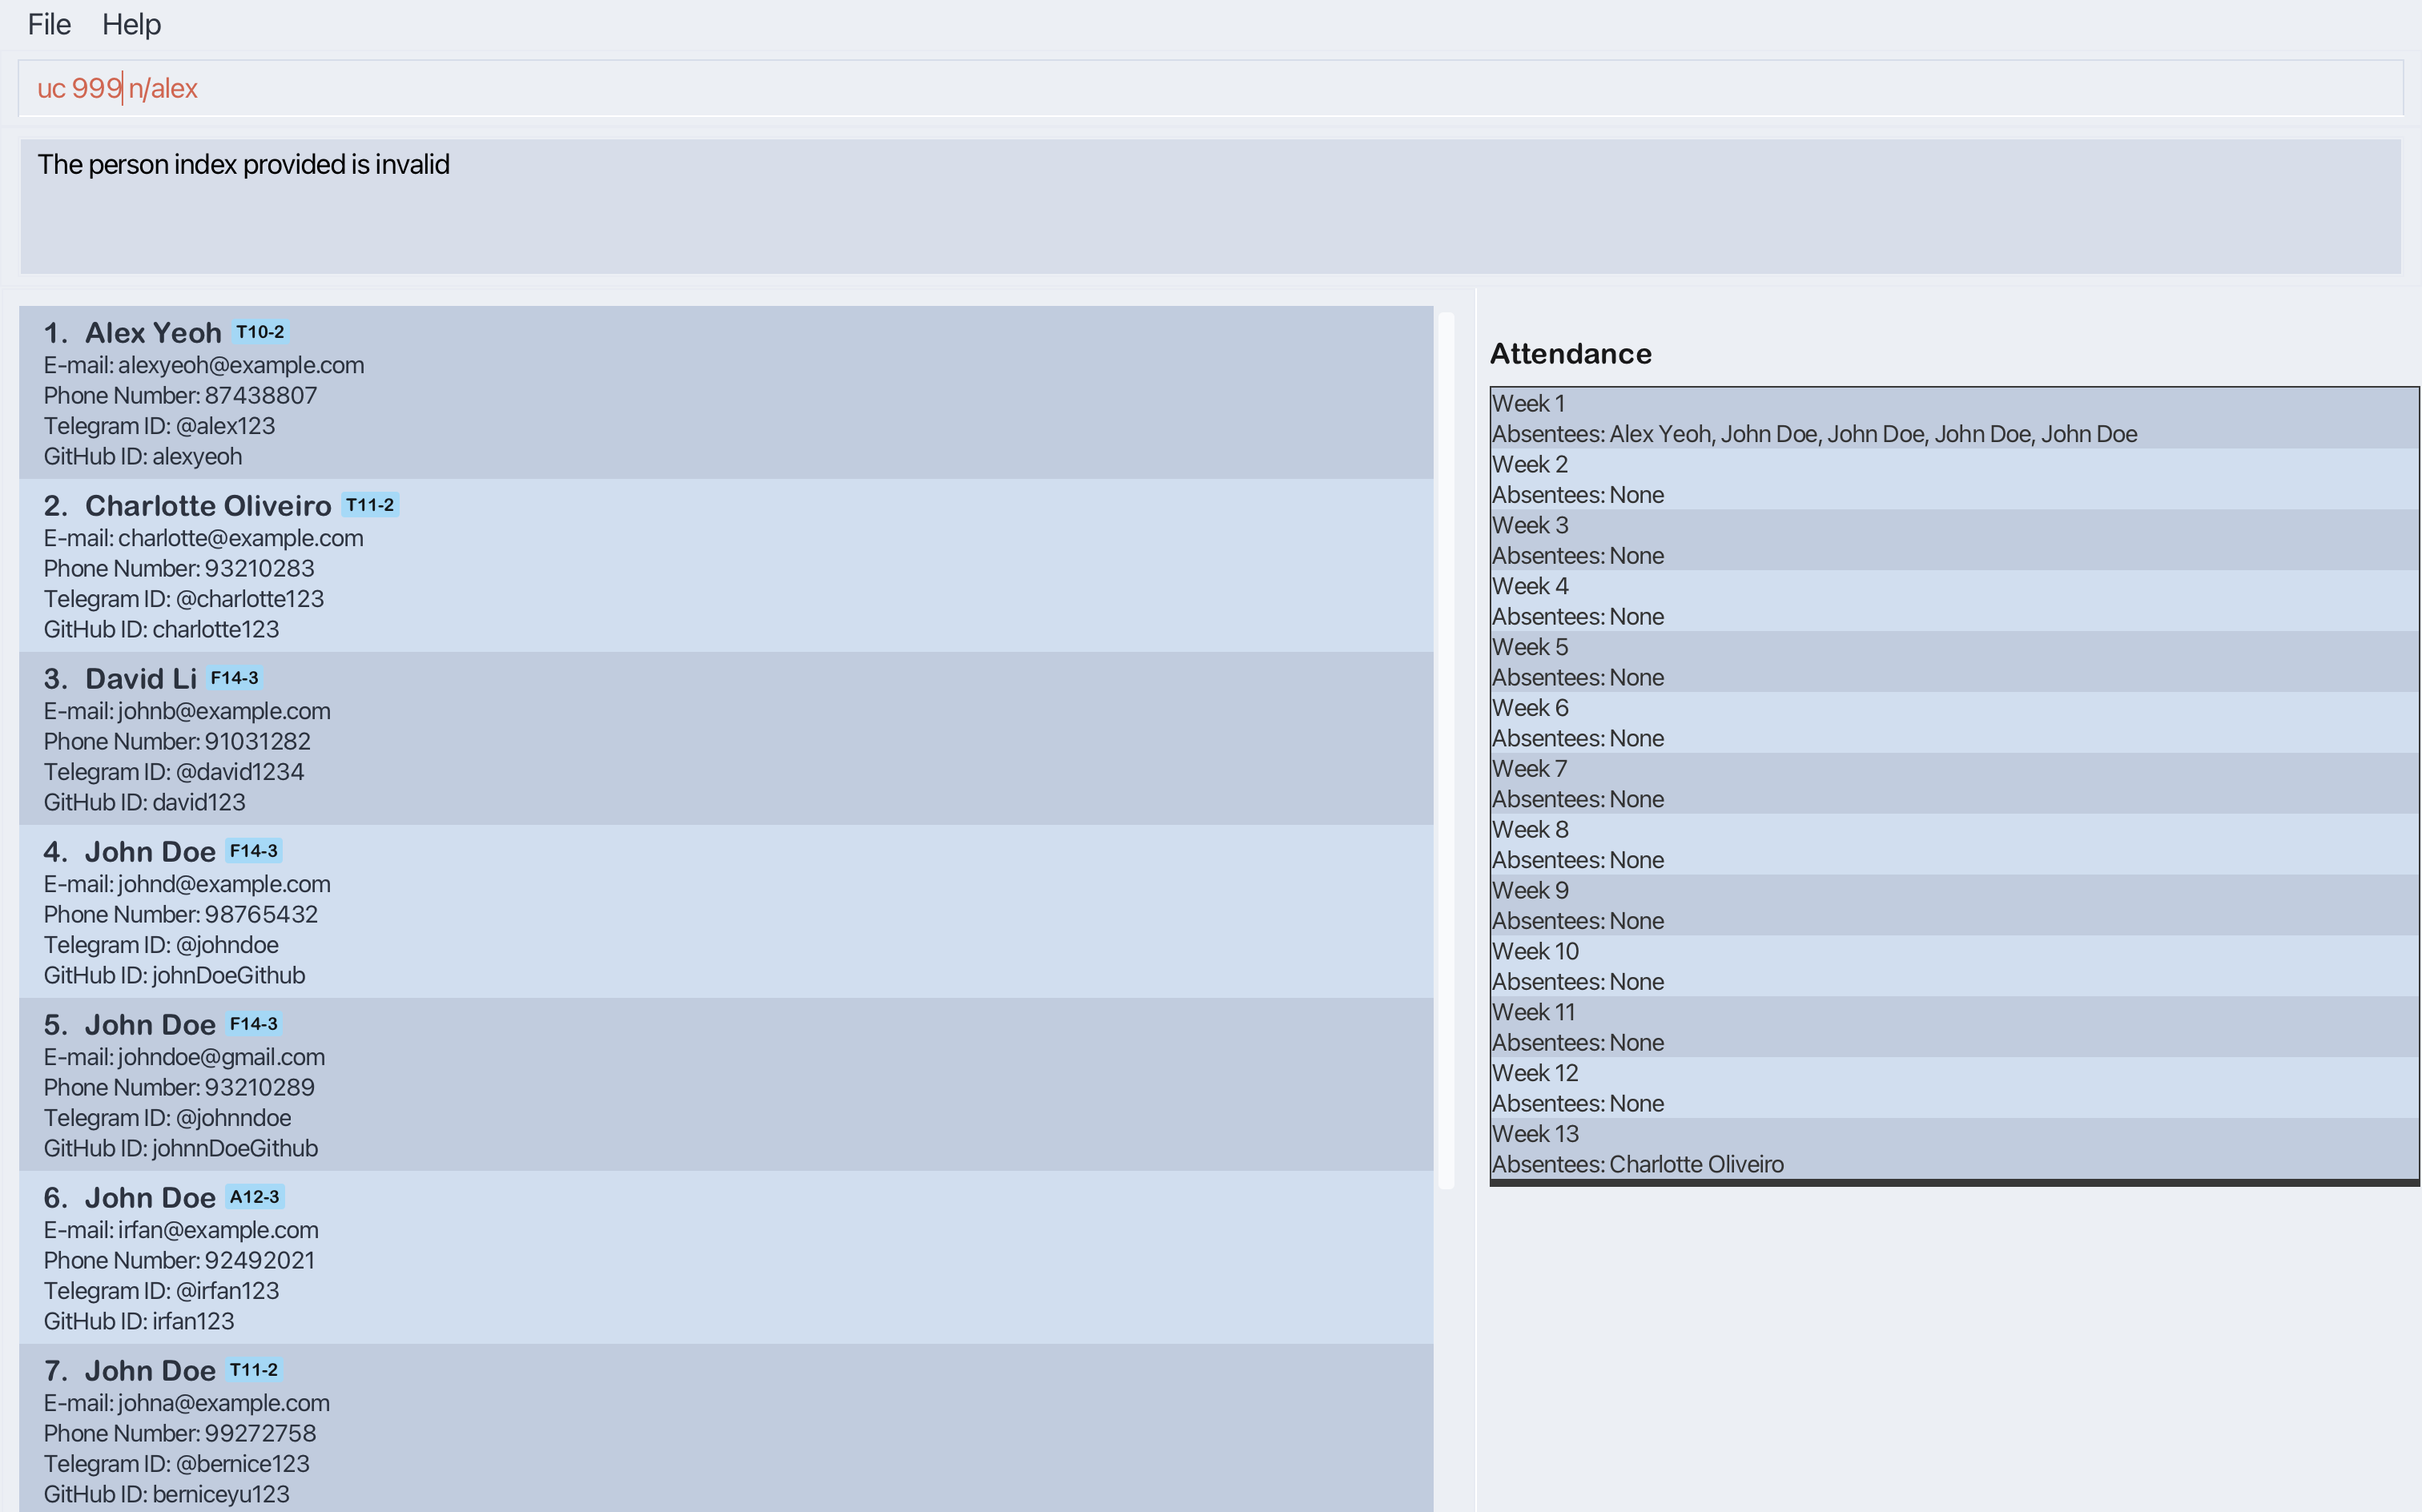 File Help
uc 999 n/alex
The person index provided is invalid
1. Alex Yeoh T10-2
E-mail: alexyeoh@example.com
Phone Number: 87438807
Telegram ID: @alex123
GitHub ID: alexyeoh
2. Charlotte Oliveiro T11-2
E-mail: charlotte@example.com
Phone Number: 93210283
Telegram ID: @charlotte123
GitHub ID: charlotte123
3. David Li F14-3
E-mail: johnb@example.com
Phone Number: 91031282
Telegram ID: @david1234
GitHub ID: david123
4. John Doe F14-3
E-mail: johnd@example.com
Phone Number: 98765432
Telegram ID: @johndoe
GitHub ID: johnDoeGithub
5. John Doe F14-3
E-mail: johndoe@gmail.com
Phone Number: 93210289
Telegram ID: @johnndoe
GitHub ID: johnnDoeGithub
6. John Doe A12-3
E-mail: irfan@example.com
Phone Number: 92492021
Telegram ID: @irfan123
GitHub ID: irfan123
7. John Doe T11-2
E-mail: johna@example.com
Phone Number: 99272758
Telegram ID: @bernice123
GitHub ID: berniceyu123
Attendance
Week 1
Absentees: Alex Yeoh, John Doe, John Doe, John Doe, John Doe
Week 2
Absentees: None
Week 3
Absentees: None
Week 4
Absentees: None
Week 5
Absentees: None
Week 6
Absentees: None
Week 7
Absentees: None
Week 8
Absentees: None
Week 9
Absentees: None
Week 10
Absentees: None
Week 11
Absentees: None
Week 12
Absentees: None
Week 13
Absentees: Charlotte Oliveiro